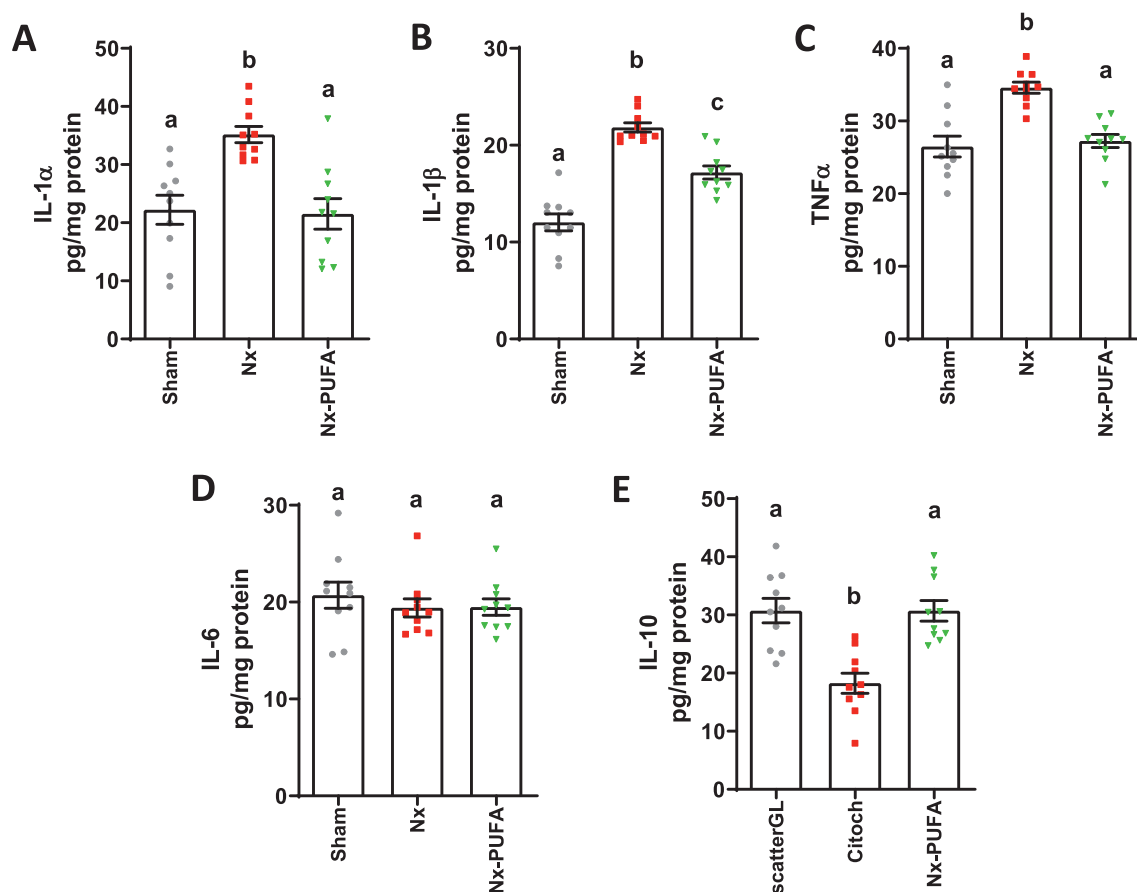 A
IL-1α
pg/mg protein
50
40
30
20
10
0
a
b
a
Sham
Nx
Nx-PUFA
B
IL-1β
pg/mg protein
30
20
10
0
a
b
c
Sham
Nx
Nx-PUFA
C
TNFα
pg/mg protein
40
30
20
10
0
a
b
a
Sham
Nx
Nx-PUFA
D
IL-6
pg/mg protein
30
20
10
0
a
a
a
Sham
Nx
Nx-PUFA
E
IL-10
pg/mg protein
50
40
30
20
10
0
a
b
a
scatterGL
Citoch
Nx-PUFA